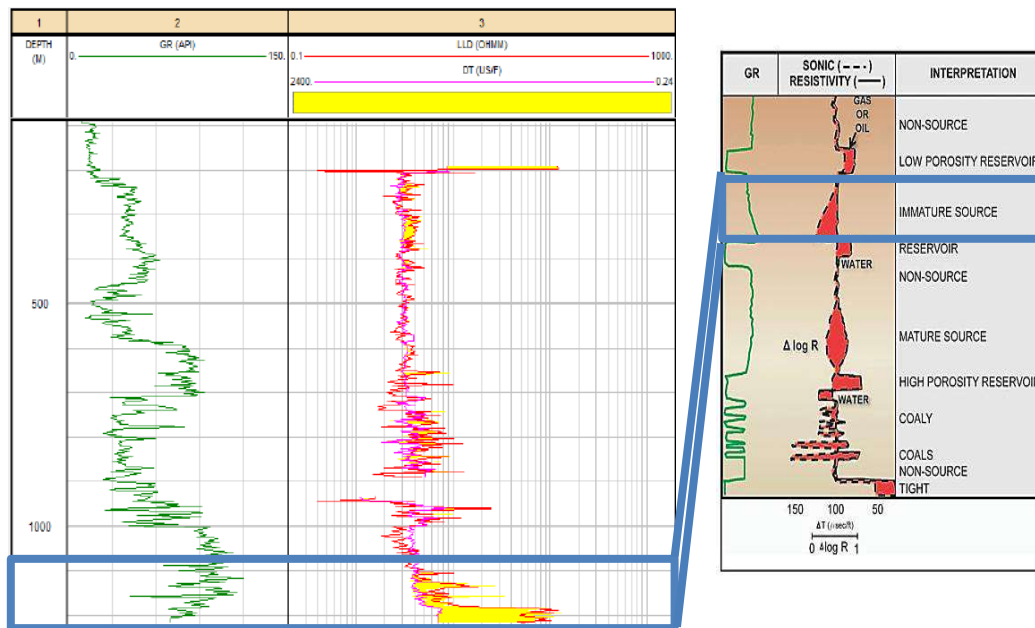 1 2 3
DEPTH
(M)
GR (API)
0. 150.
LLD (OHMM)
0.1 1000.
DT (US/F)
2400. 0.24
500
1000
GR
SONIC (----)
RESISTIVITY (——)
INTERPRETATION
GAS
OR
OIL
NON-SOURCE
LOW POROSITY RESERVOIR
IMMATURE SOURCE
RESERVOIR
WATER
NON-SOURCE
Δ log R
MATURE SOURCE
HIGH POROSITY RESERVOIR
WATER
COALY
COALS
NON-SOURCE
TIGHT
150 100 50
ΔT (μsec/ft)
0 Δlog R 1